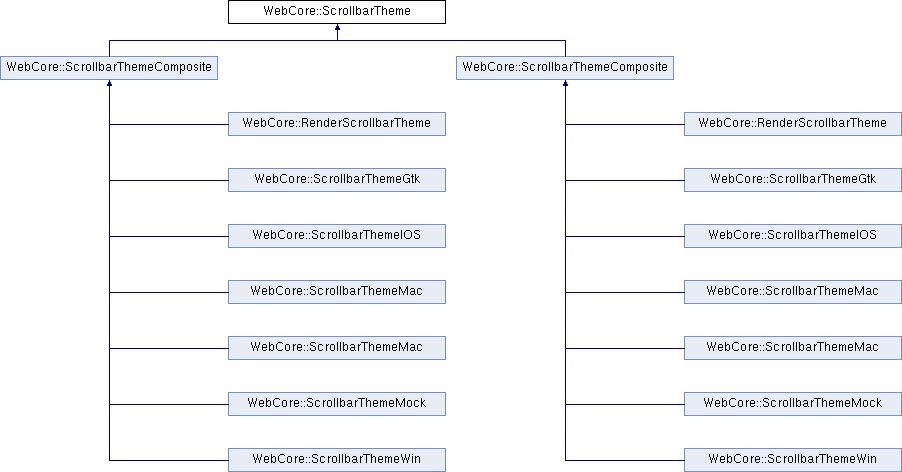 WebCore::ScrollbarTheme
WebCore::ScrollbarThemeComposite
WebCore::ScrollbarThemeComposite
WebCore::RenderScrollbarTheme
WebCore::RenderScrollbarTheme
WebCore::ScrollbarThemeGtk
WebCore::ScrollbarThemeGtk
WebCore::ScrollbarThemeIOS
WebCore::ScrollbarThemeIOS
WebCore::ScrollbarThemeMac
WebCore::ScrollbarThemeMac
WebCore::ScrollbarThemeMac
WebCore::ScrollbarThemeMac
WebCore::ScrollbarThemeMock
WebCore::ScrollbarThemeMock
WebCore::ScrollbarThemeWin
WebCore::ScrollbarThemeWin